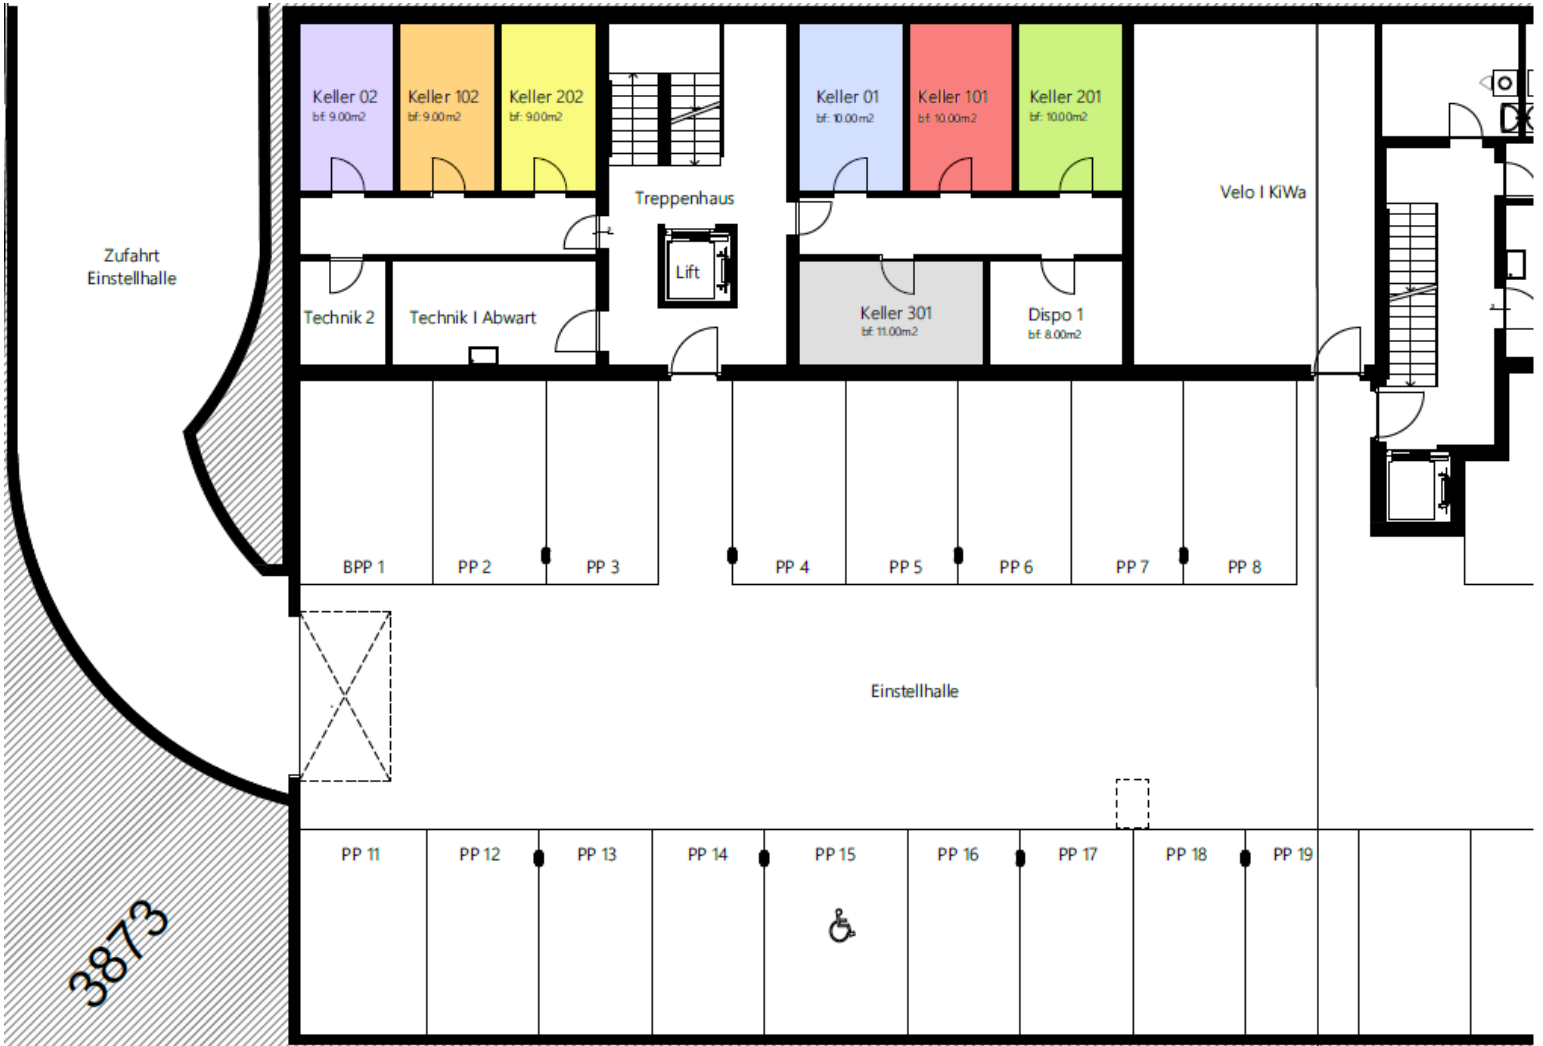 Keller 02
bf: 9.00m2
Keller 102
bf: 9.00m2
Keller 202
bf: 9.00m2
Keller 01
bf: 10.00m2
Keller 101
bf: 10.00m2
Keller 201
bf: 10.00m2
Treppenhaus
Velo I KiWa
Zufahrt
Einstellhalle
Lift
Technik 2
Technik I Abwart
Keller 301
bf: 11.00m2
Dispo 1
bf: 8.00m2
BPP 1
PP 2
PP 3
PP 4
PP 5
PP 6
PP 7
PP 8
Einstellhalle
PP 11
PP 12
PP 13
PP 14
PP 15
PP 16
PP 17
PP 18
PP 19
3873